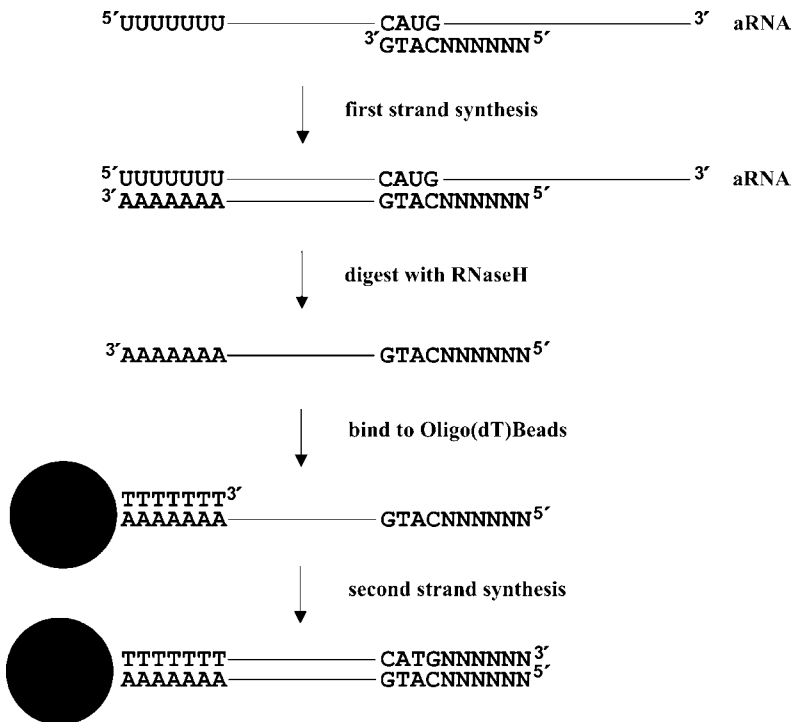 5′UUUUUUU CAUG 3′ aRNA
3′GTACNNNNNN5′
first strand synthesis
5′UUUUUUU CAUG 3′ aRNA
3′AAAAAAA GTACNNNNNN5′
digest with RNaseH
3′AAAAAAA GTACNNNNNN5′
bind to Oligo(dT)Beads
TTTTTTT3′
AAAAAAA GTACNNNNNN5′
second strand synthesis
TTTTTTT CATGNNNNNN3′
AAAAAAA GTACNNNNNN5′